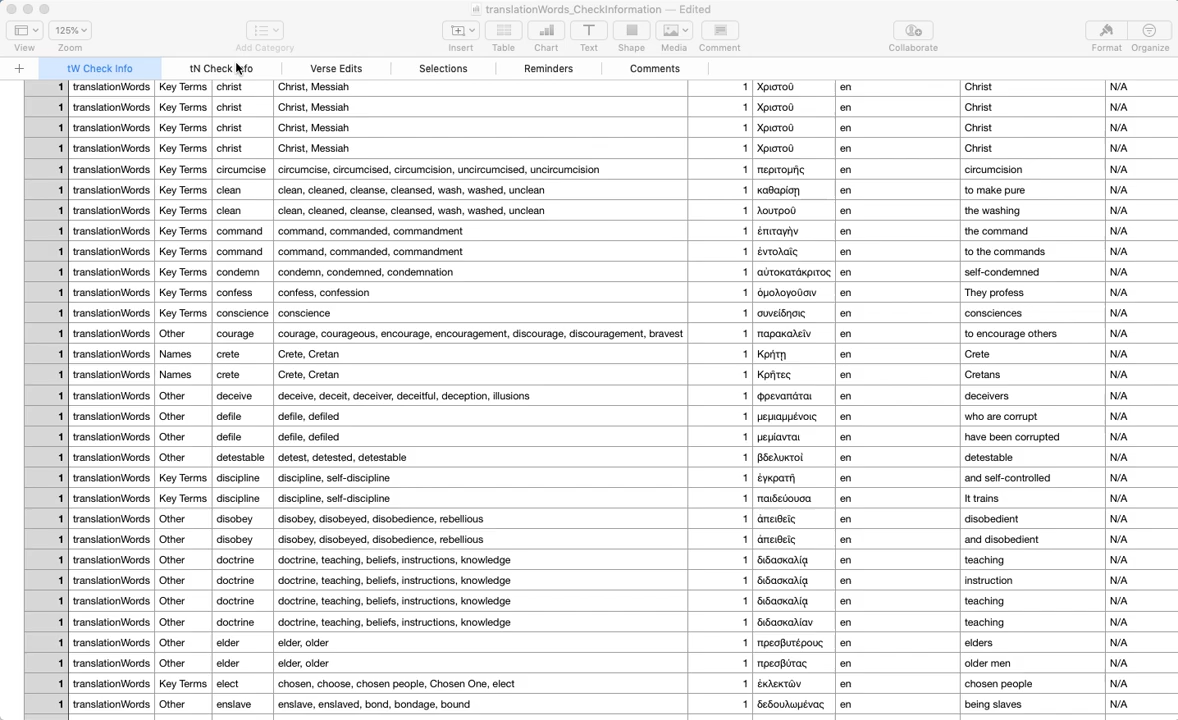 translationWords_CheckInformation — Edited
125%
View Zoom Add Category Insert Table Chart Text Shape Media Comment Collaborate Format Organize
tW Check Info tN Check Info Verse Edits Selections Reminders Comments
1 translationWords Key Terms christ Christ, Messiah 1 Χριστοῦ en Christ N/A
1 translationWords Key Terms christ Christ, Messiah 1 Χριστοῦ en Christ N/A
1 translationWords Key Terms christ Christ, Messiah 1 Χριστοῦ en Christ N/A
1 translationWords Key Terms christ Christ, Messiah 1 Χριστοῦ en Christ N/A
1 translationWords Key Terms circumcise circumcise, circumcised, circumcision, uncircumcised, uncircumcision 1 περιτομῆς en circumcision N/A
1 translationWords Key Terms clean clean, cleaned, cleanse, cleansed, wash, washed, unclean 1 καθαρίσῃ en to make pure N/A
1 translationWords Key Terms clean clean, cleaned, cleanse, cleansed, wash, washed, unclean 1 λουτροῦ en the washing N/A
1 translationWords Key Terms command command, commanded, commandment 1 ἐπιταγὴν en the command N/A
1 translationWords Key Terms command command, commanded, commandment 1 ἐντολαῖς en to the commands N/A
1 translationWords Key Terms condemn condemn, condemned, condemnation 1 αὐτοκατάκριτος en self-condemned N/A
1 translationWords Key Terms confess confess, confession 1 ὁμολογοῦσιν en They profess N/A
1 translationWords Key Terms conscience conscience 1 συνείδησις en consciences N/A
1 translationWords Other courage courage, courageous, encourage, encouragement, discourage, discouragement, bravest 1 παρακαλεῖν en to encourage others N/A
1 translationWords Names crete Crete, Cretan 1 Κρήτῃ en Crete N/A
1 translationWords Names crete Crete, Cretan 1 Κρῆτες en Cretans N/A
1 translationWords Other deceive deceive, deceit, deceiver, deceitful, deception, illusions 1 φρεναπάται en deceivers N/A
1 translationWords Other defile defile, defiled 1 μεμιαμμένοις en who are corrupt N/A
1 translationWords Other defile defile, defiled 1 μεμίανται en have been corrupted N/A
1 translationWords Other detestable detest, detested, detestable 1 βδελυκτοὶ en detestable N/A
1 translationWords Key Terms discipline discipline, self-discipline 1 ἐγκρατῆ en and self-controlled N/A
1 translationWords Key Terms discipline discipline, self-discipline 1 παιδεύουσα en It trains N/A
1 translationWords Other disobey disobey, disobeyed, disobedience, rebellious 1 ἀπειθεῖς en disobedient N/A
1 translationWords Other disobey disobey, disobeyed, disobedience, rebellious 1 ἀπειθεῖς en and disobedient N/A
1 translationWords Other doctrine doctrine, teaching, beliefs, instructions, knowledge 1 διδασκαλίᾳ en teaching N/A
1 translationWords Other doctrine doctrine, teaching, beliefs, instructions, knowledge 1 διδασκαλίᾳ en instruction N/A
1 translationWords Other doctrine doctrine, teaching, beliefs, instructions, knowledge 1 διδασκαλίᾳ en teaching N/A
1 translationWords Other doctrine doctrine, teaching, beliefs, instructions, knowledge 1 διδασκαλίαν en teaching N/A
1 translationWords Other elder elder, older 1 πρεσβυτέρους en elders N/A
1 translationWords Other elder elder, older 1 πρεσβύτας en older men N/A
1 translationWords Key Terms elect chosen, choose, chosen people, Chosen One, elect 1 ἐκλεκτῶν en chosen people N/A
1 translationWords Other enslave enslave, enslaved, bond, bondage, bound 1 δεδουλωμένας en being slaves N/A